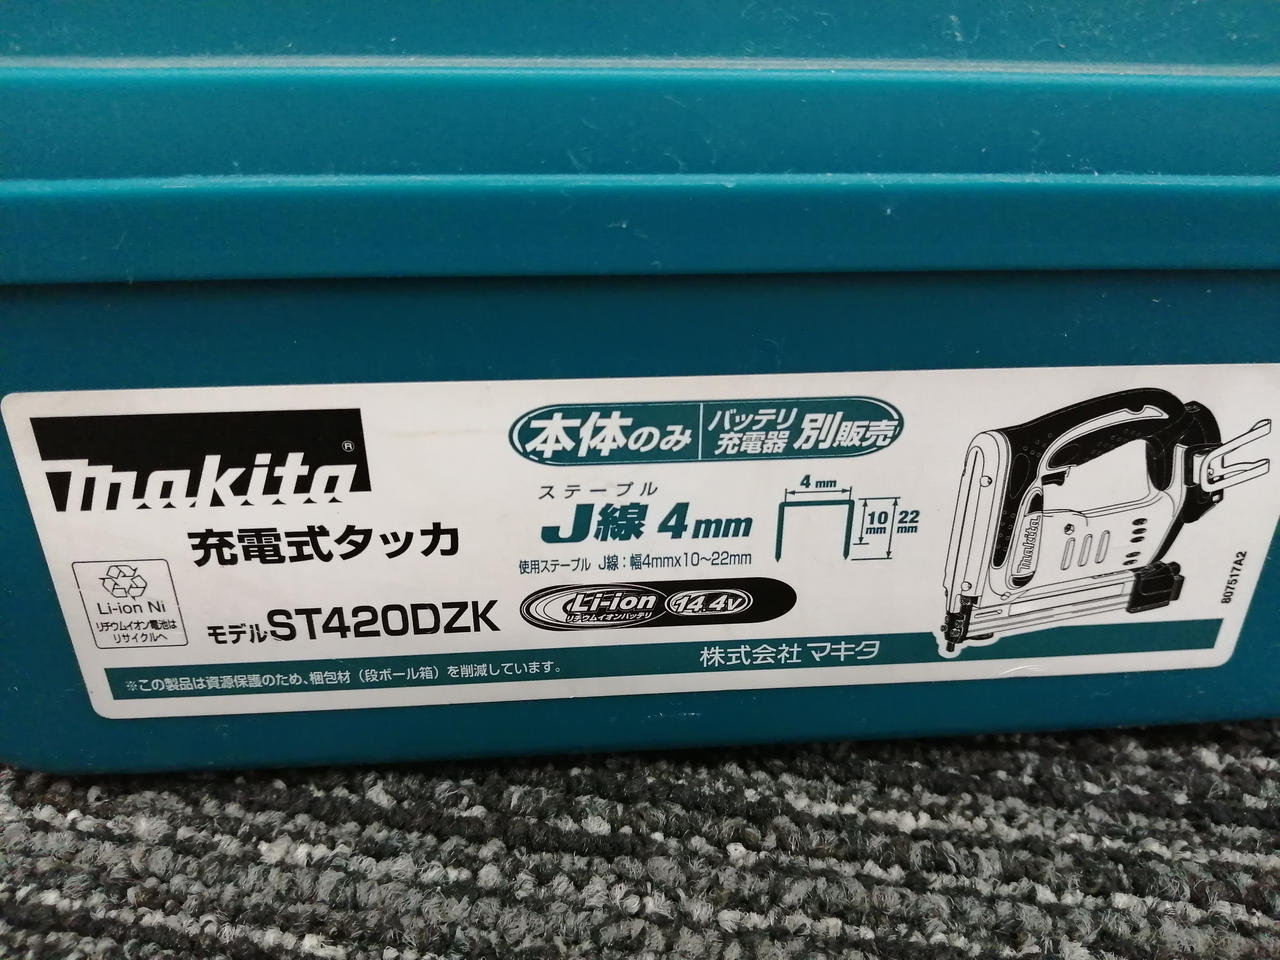 makita®
充電式タッカ
モデルST420DZK
Li-ion Ni
リチウムイオン電池は
リサイクルへ
本体のみ
バッテリ
充電器
別販売
ステープル
J線 4mm
使用ステープル J線:幅4mmx10~22mm
Li-ion
リチウムイオンバッテリ
14.4V
4 mm
10
mm
22
mm
makita
807517A2
※この製品は資源保護のため、梱包材(段ボール箱)を削減しています。
株式会社 マキタ